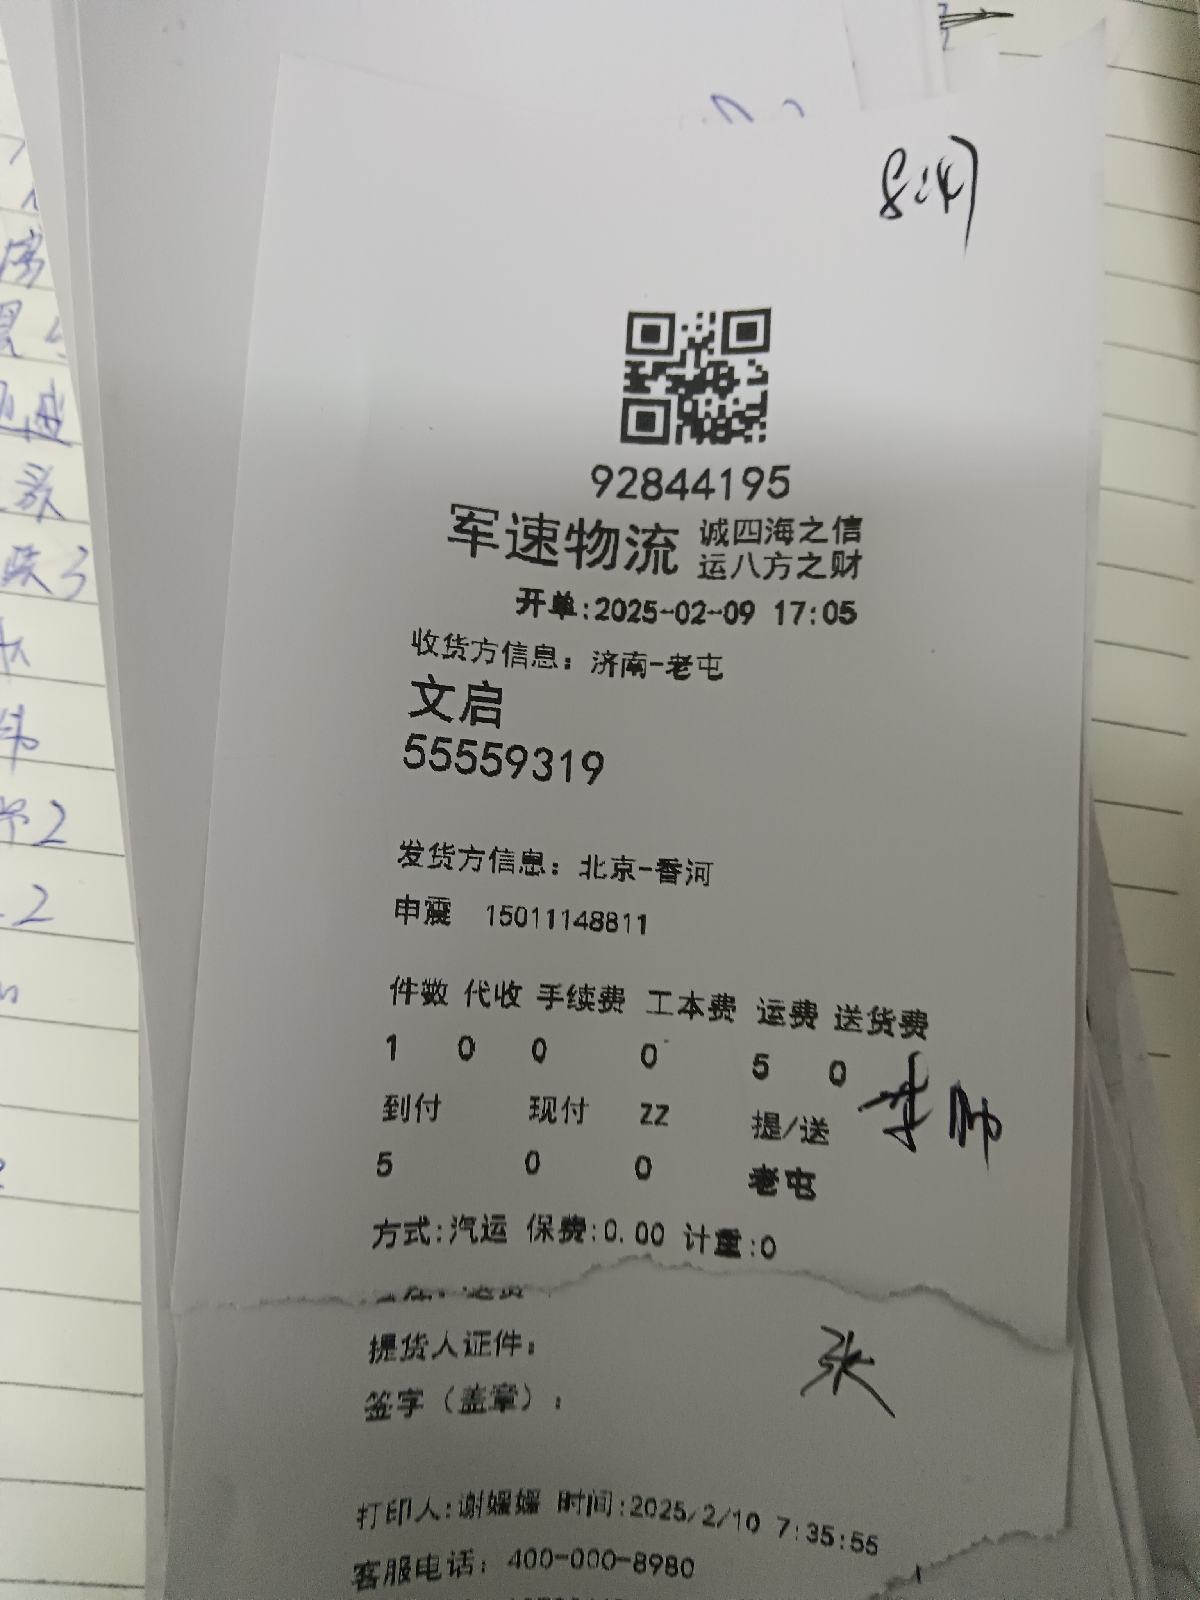 92844195
军速物流 诚四海之信
运八方之财
开单:2025-02-09 17:05
收货方信息: 济南-老屯
文启
55559319
发货方信息: 北京-香河
申震 15011148811
件数 代收 手续费 工本费 运费 送货费
1 0 0 0 5 0
到付 现付 ZZ 提/送
5 0 0 老屯
方式:汽运 保费:0.00 计重:0
提货人证件:
张
签字（盖章）:
打印人:谢媛媛 时间:2025/2/10 7:35:55
客服电话: 400-000-8980